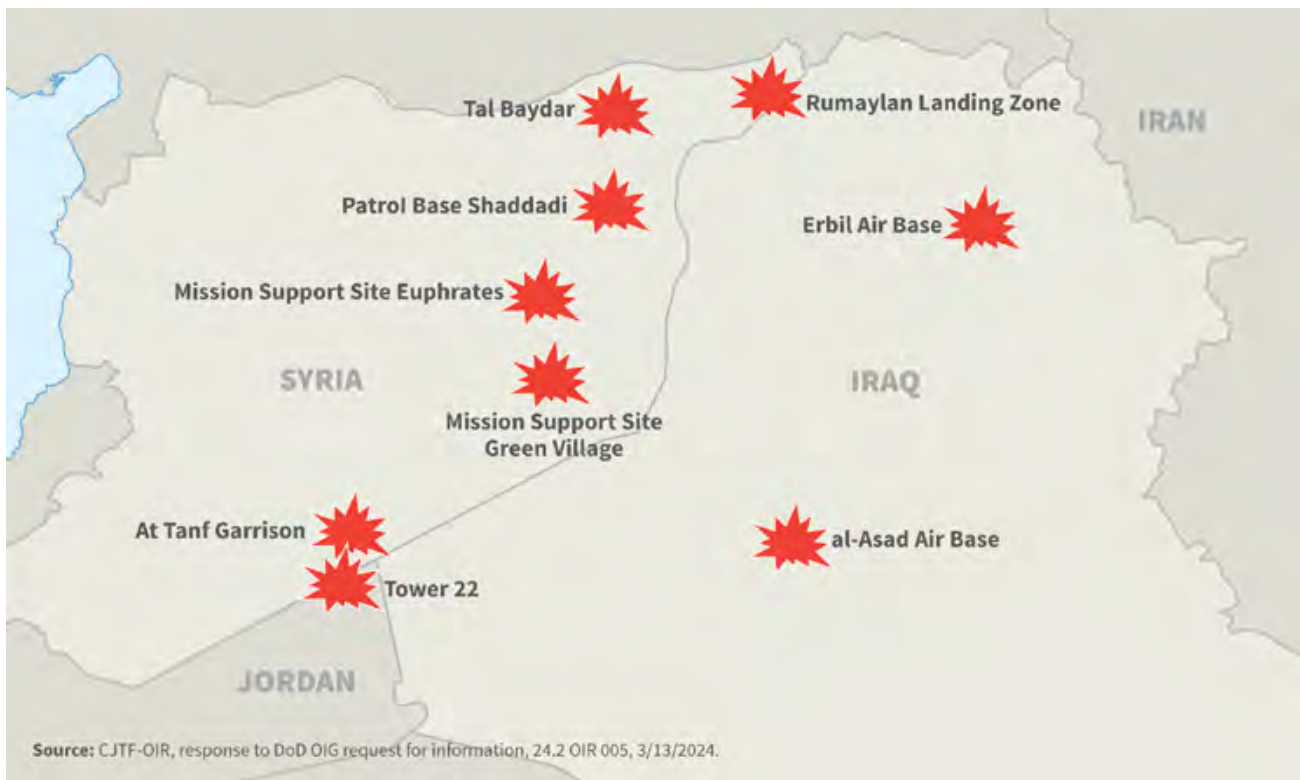 Tal Baydar
Rumaylan Landing Zone
IRAN
Patrol Base Shaddadi
Erbil Air Base
Mission Support Site Euphrates
SYRIA
IRAQ
Mission Support Site
Green Village
At Tanf Garrison
al-Asad Air Base
Tower 22
JORDAN
Source: CJTF-OIR, response to DoD OIG request for information, 24.2 OIR 005, 3/13/2024.